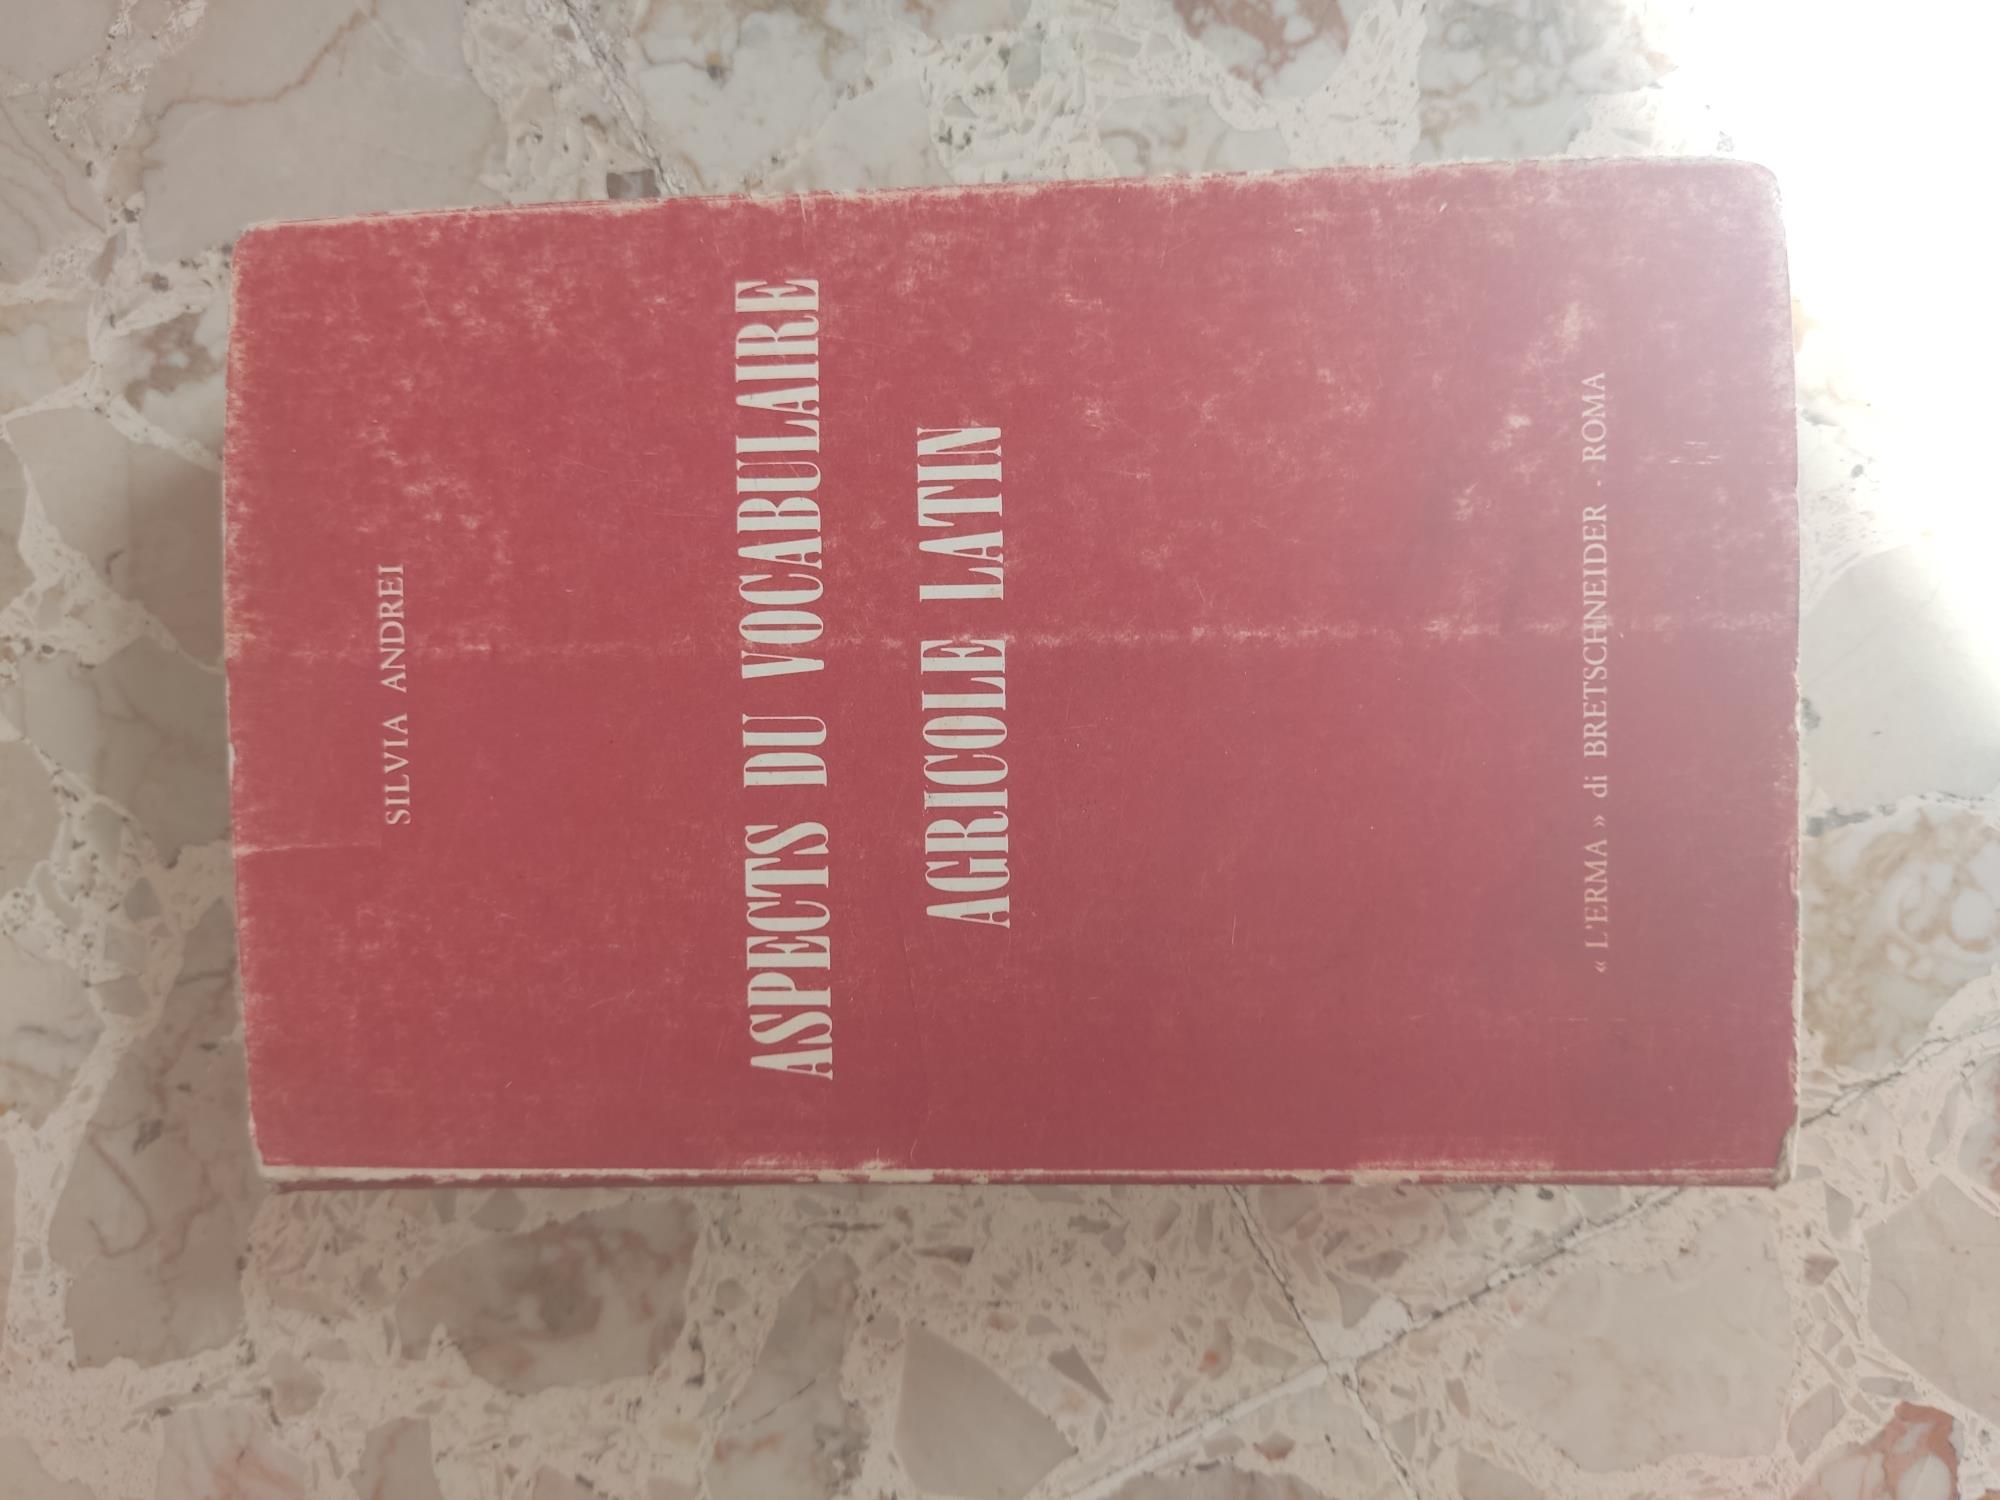 SILVIA ANDREI
ASPECTS DU VOCABULAIRE
AGRICOLE LATIN
« L'ERMA » di BRETSCHNEIDER - ROMA